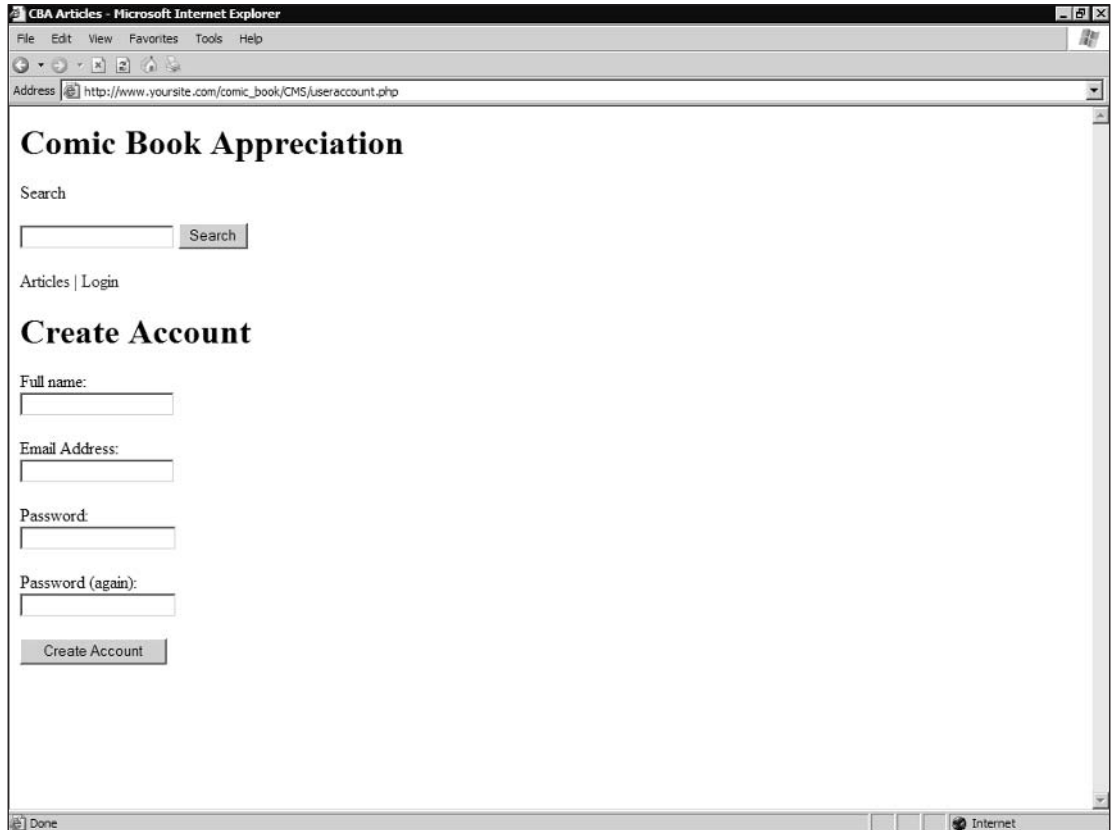 CBA Articles - Microsoft Internet Explorer
File Edit View Favorites Tools Help
Address http://www.yoursite.com/comic_book/CMS/useraccount.php
Comic Book Appreciation
Search
Search
Articles | Login
Create Account
Full name:
Email Address:
Password:
Password (again):
Create Account
Done Internet